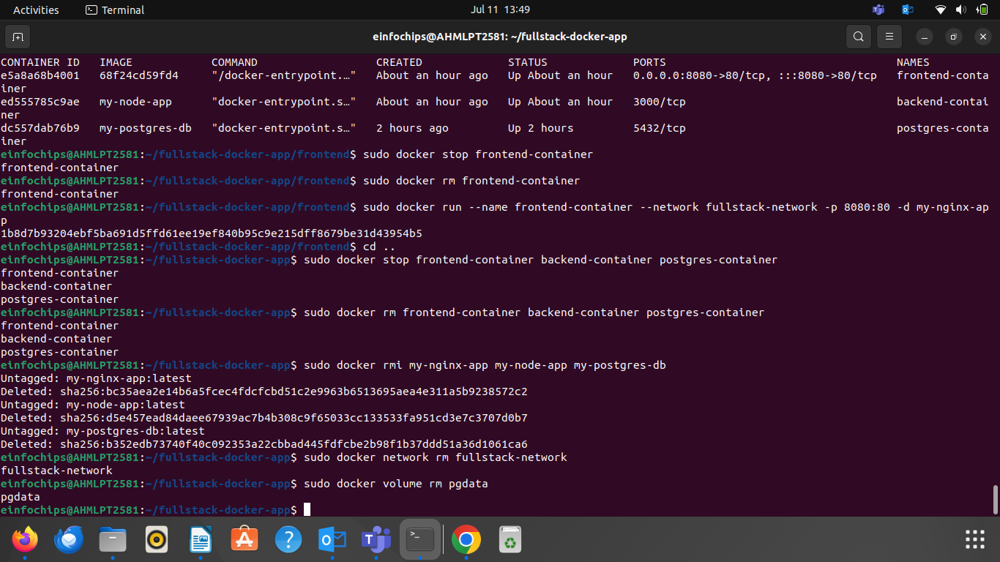 Activities Terminal Jul 11 13:49
einfochips@AHMLPT2581: ~/fullstack-docker-app
CONTAINER ID   IMAGE            COMMAND                  CREATED             STATUS             PORTS                                   NAMES
e5a8a68b4001   68f24cd59fd4     "/docker-entrypoint.…"   About an hour ago   Up About an hour   0.0.0.0:8080->80/tcp, :::8080->80/tcp   frontend-conta
iner
ed555785c9ae   my-node-app      "docker-entrypoint.s…"   About an hour ago   Up About an hour   3000/tcp                                backend-contai
ner
dc557dab76b9   my-postgres-db   "docker-entrypoint.s…"   2 hours ago         Up 2 hours         5432/tcp                                postgres-conta
iner
einfochips@AHMLPT2581:~/fullstack-docker-app/frontend$ sudo docker stop frontend-container
frontend-container
einfochips@AHMLPT2581:~/fullstack-docker-app/frontend$ sudo docker rm frontend-container
frontend-container
einfochips@AHMLPT2581:~/fullstack-docker-app/frontend$ sudo docker run --name frontend-container --network fullstack-network -p 8080:80 -d my-nginx-ap
p
1b8d7b93204ebf5ba691d5ffd61ee19ef840b95c9e215dff8679be31d43954b5
einfochips@AHMLPT2581:~/fullstack-docker-app/frontend$ cd ..
einfochips@AHMLPT2581:~/fullstack-docker-app$ sudo docker stop frontend-container backend-container postgres-container
frontend-container
backend-container
postgres-container
einfochips@AHMLPT2581:~/fullstack-docker-app$ sudo docker rm frontend-container backend-container postgres-container
frontend-container
backend-container
postgres-container
einfochips@AHMLPT2581:~/fullstack-docker-app$ sudo docker rmi my-nginx-app my-node-app my-postgres-db
Untagged: my-nginx-app:latest
Deleted: sha256:bc35aea2e14b6a5fcec4fdcfcbd51c2e9963b6513695aea4e311a5b9238572c2
Untagged: my-node-app:latest
Deleted: sha256:d5e457ead84daee67939ac7b4b308c9f65033cc133533fa951cd3e7c3707d0b7
Untagged: my-postgres-db:latest
Deleted: sha256:b352edb73740f40c092353a22cbbad445fdfcbe2b98f1b37ddd51a36d1061ca6
einfochips@AHMLPT2581:~/fullstack-docker-app$ sudo docker network rm fullstack-network
fullstack-network
einfochips@AHMLPT2581:~/fullstack-docker-app$ sudo docker volume rm pgdata
pgdata
einfochips@AHMLPT2581:~/fullstack-docker-app$